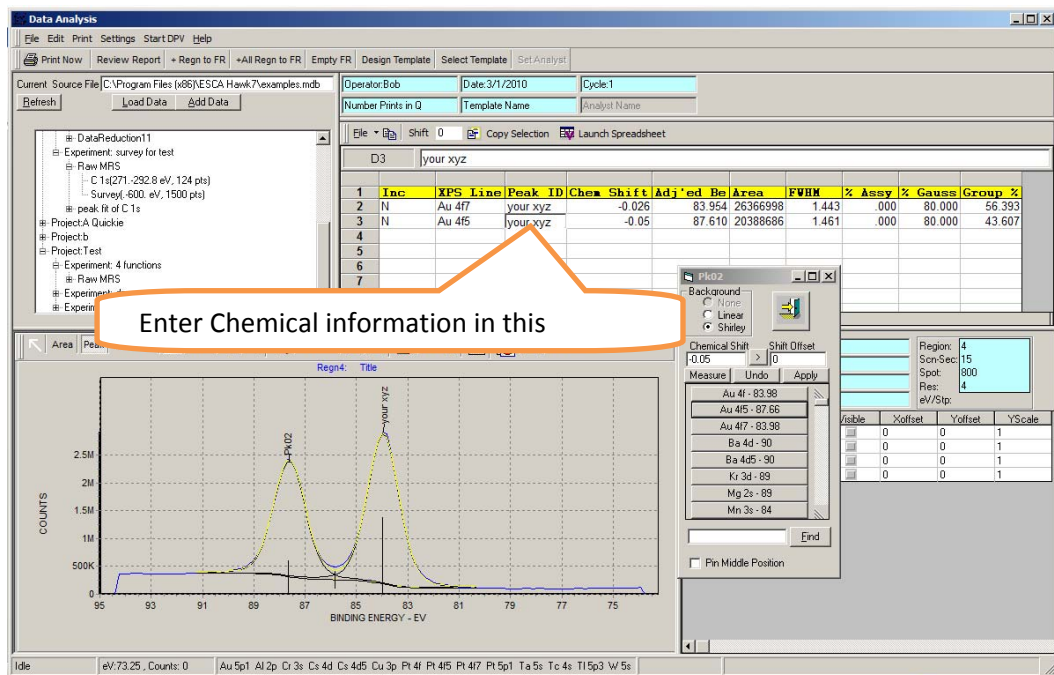 Data Analysis
File Edit Print Settings Start DPV Help
Print Now Review Report + Regn to FR +All Regn to FR Empty FR Design Template Select Template Set Analyst
Current Source File C:\Program Files (x86)\ESCA Hawk7\examples.mdb
Refresh Load Data Add Data
DataReduction11
Experiment: survey for test
Raw MRS
C 1s(271.-292.8 eV, 124 pts)
Survey(.-600. eV, 1500 pts)
peak fit of C 1s
Project:A Quickie
Project:b
Project:Test
Experiment: 4 functions
Raw MRS
Operator:Bob Date:3/1/2010 Cycle:1
Number Prints in Q Template Name Analyst Name
File Shift 0 Copy Selection Launch Spreadsheet
D3 your xyz
1 Inc XPS Line Peak ID Chem Shift Adj'ed Be Area FWHM % Assy % Gauss Group %
2 N Au 4f7 your xyz -0.026 83.954 26366998 1.443 .000 80.000 56.393
3 N Au 4f5 your xyz -0.05 87.610 20388686 1.461 .000 80.000 43.607
4
5
6
7
Enter Chemical information in this
Pk02
Background
None
Linear
Shirley
Chemical Shift Shift Offset
-0.05 > 0
Measure Undo Apply
Au 4f - 83.98
Au 4f5 - 87.66
Au 4f7 - 83.98
Ba 4d - 90
Ba 4d5 - 90
Kr 3d - 89
Mg 2s - 89
Mn 3s - 84
Find
Pin Middle Position
Region: 4
Scn-Sec: 15
Spot: 800
Res: 4
eV/Stp:
Visible Xoffset Yoffset YScale
0 0 1
0 0 1
0 0 1
Area
Regn4: Title
your xyz
Pk02
COUNTS
2.5M
2M
1.5M
1M
500K
0
95 93 91 89 87 85 83 81 79 77 75
BINDING ENERGY - EV
Idle eV:73.25 , Counts: 0 Au 5p1 Al 2p Cr 3s Cs 4d Cs 4d5 Cu 3p Pt 4f Pt 4f5 Pt 4f7 Pt 5p1 Ta 5s Tc 4s Tl 5p3 W 5s